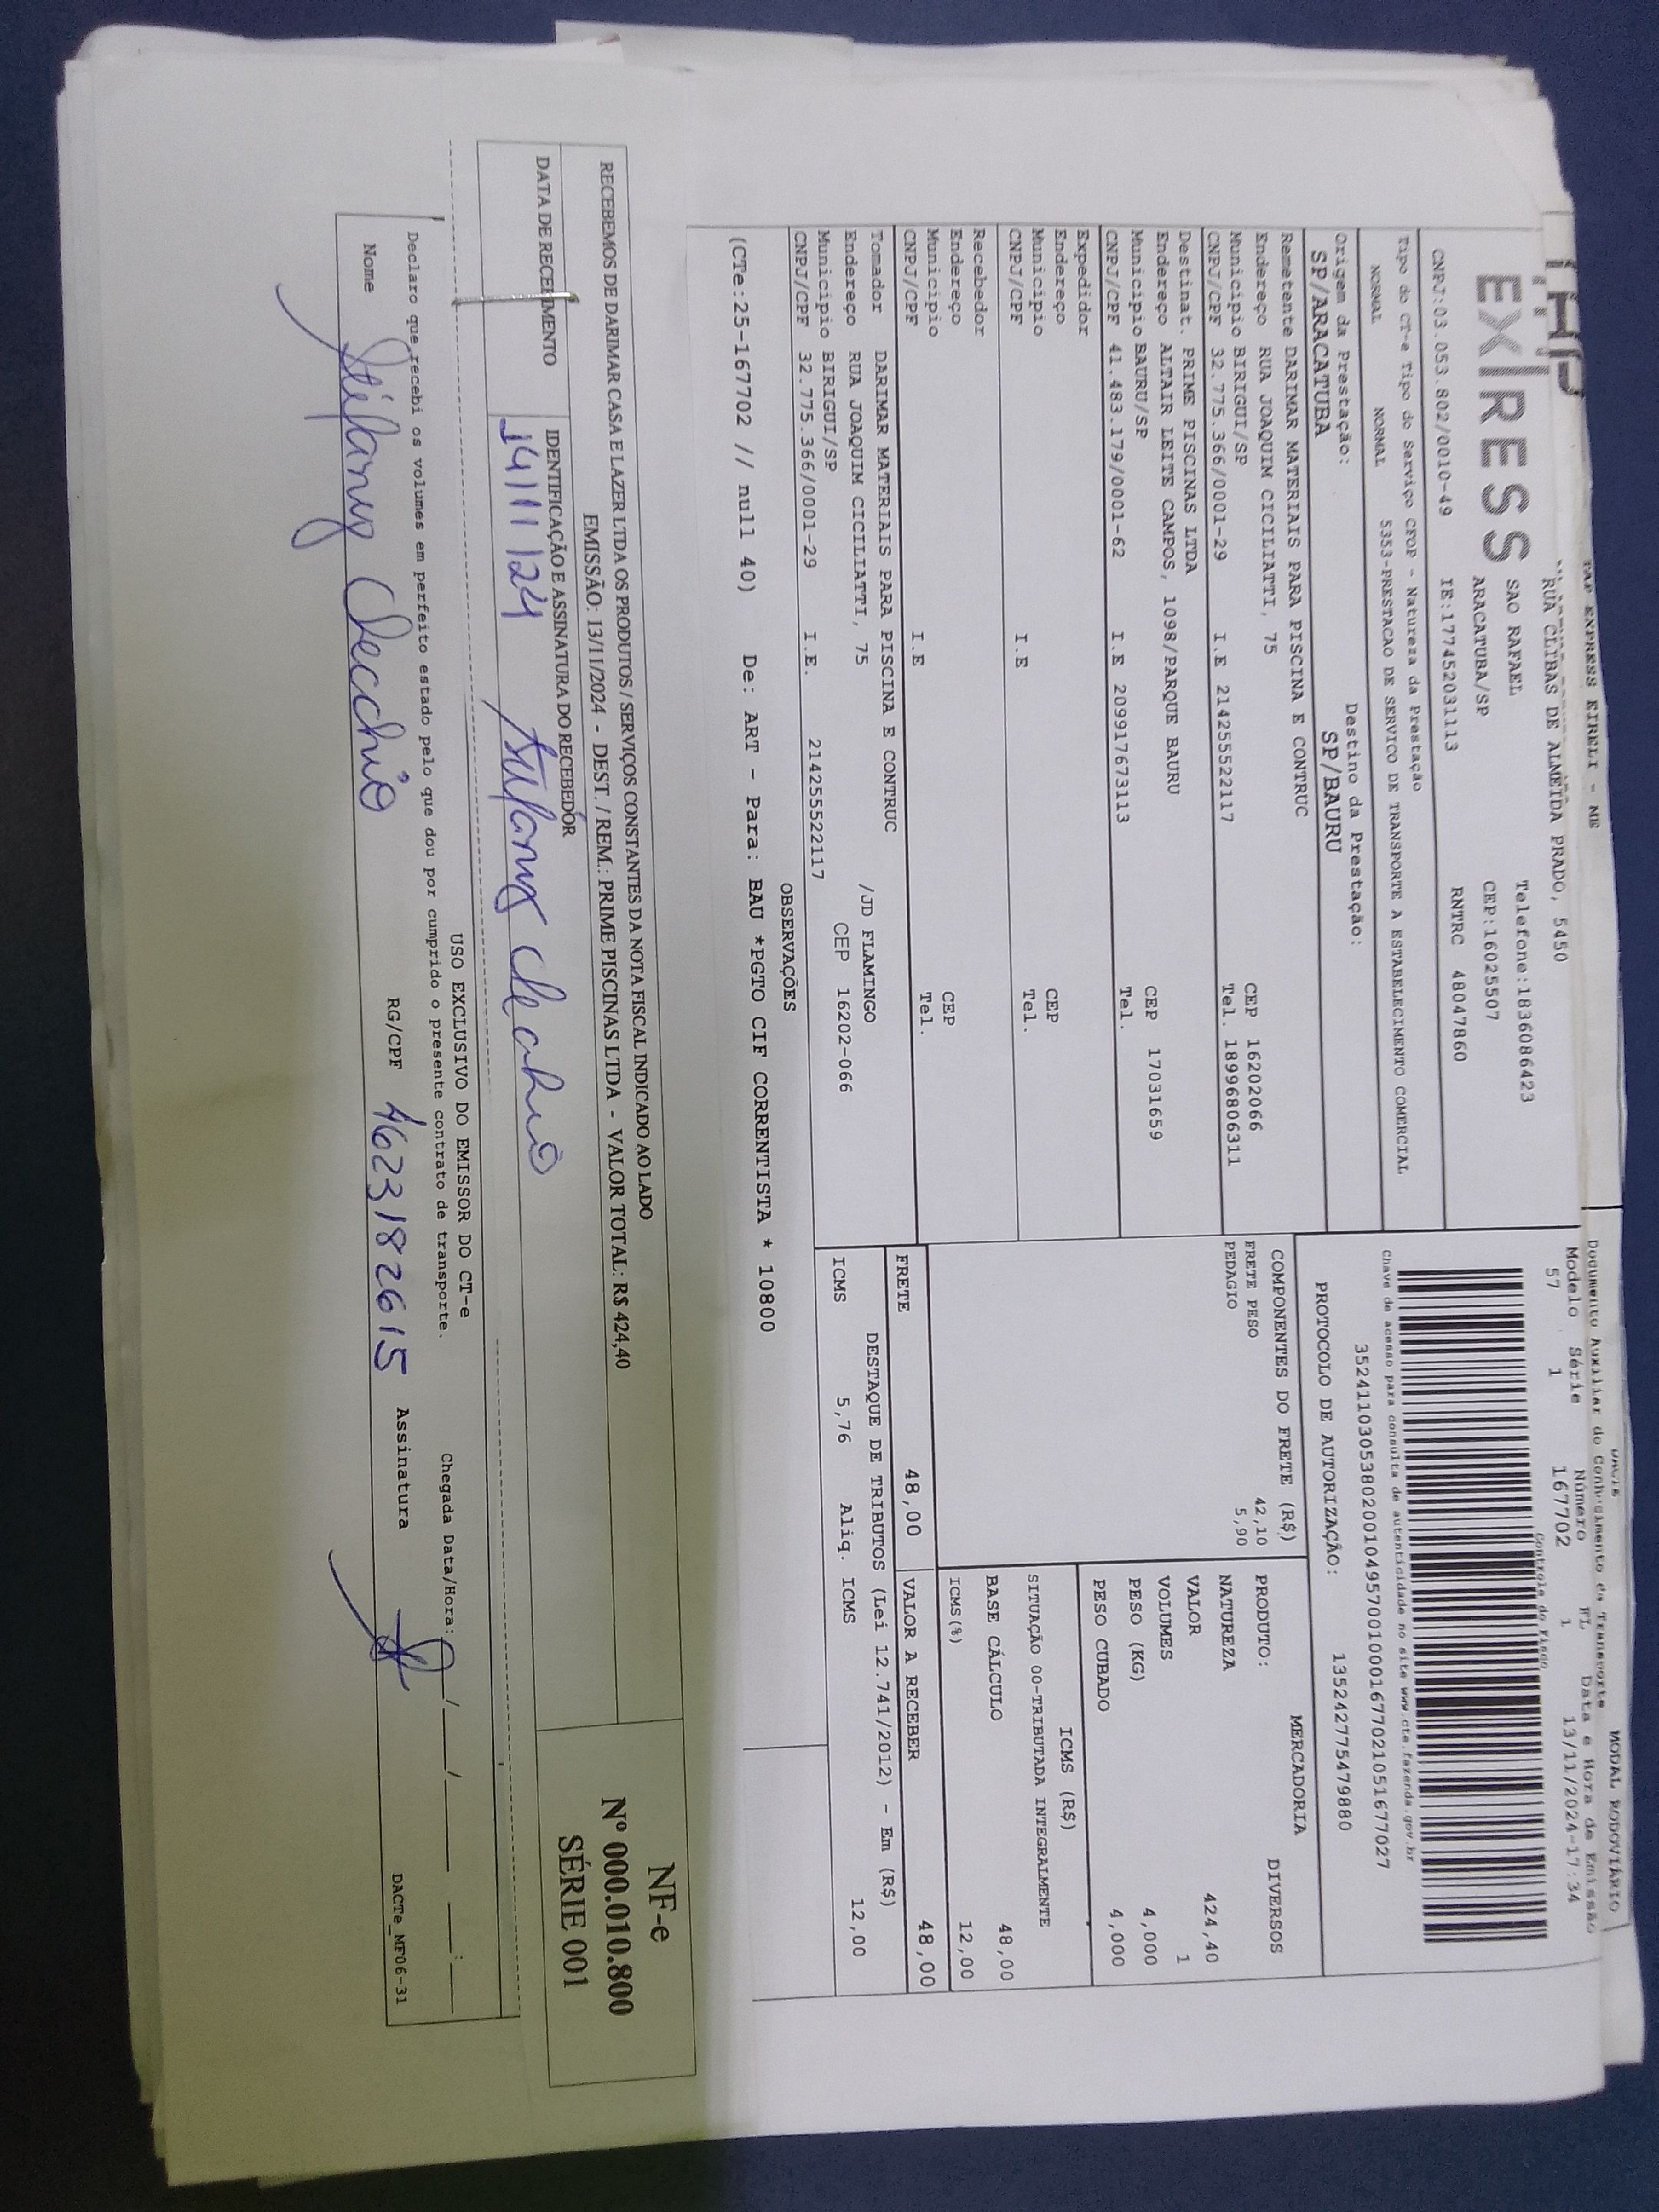 TAP EXPRESS EIRELI - ME
RUA CLIBAS DE ALMEIDA PRADO, 5450
SAO RAFAEL Telefone:1836086423
ARACATUBA/SP CEP:16025507
EX|RESS
CNPJ:03.053.802/0010-49 IE:177452031113 RNTRC 48047860
DACTE MODAL RODOVIÁRIO
Documento Auxiliar do Conhecimento de Transporte
Modelo Série Número FL Data e Hora de Emissão
57 1 167702 1 13/11/2024-17:34
Controle do Fisco
Chave de acesso para consulta de autenticidade no site www.cte.fazenda.gov.br
35241103053802001049570010001677021051677027
PROTOCOLO DE AUTORIZAÇÃO: 135242775479880
Tipo do CT-e Tipo do Serviço CFOP - Natureza da Prestação
NORMAL NORMAL 5353-PRESTACAO DE SERVICO DE TRANSPORTE A ESTABELECIMENTO COMERCIAL
Origem da Prestação: Destino da Prestação:
SP/ARACATUBA SP/BAURU
Remetente DARIMAR MATERIAIS PARA PISCINA E CONTRUC
Endereço RUA JOAQUIM CICILIATTI, 75 CEP 16202066
Município BIRIGUI/SP Tel. 18996806311
CNPJ/CPF 32.775.366/0001-29 I.E 214255522117
Destinat. PRIME PISCINAS LTDA
Endereço ALTAIR LEITE CAMPOS, 1098/PARQUE BAURU
Município BAURU/SP CEP 17031659
CNPJ/CPF 41.483.179/0001-62 I.E 209917673113 Tel.
Expedidor
Endereço
Município CEP
CNPJ/CPF I.E Tel.
Recebedor
Endereço
Município CEP
CNPJ/CPF I.E Tel.
Tomador DARIMAR MATERIAIS PARA PISCINA E CONTRUC
Endereço RUA JOAQUIM CICILIATTI, 75 /JD FLAMINGO
Município BIRIGUI/SP CEP 16202-066
CNPJ/CPF 32.775.366/0001-29 I.E. 214255522117
COMPONENTES DO FRETE (R$)
FRETE PESO 42,10
PEDAGIO 5,90
MERCADORIA
PRODUTO: DIVERSOS
NATUREZA
VALOR 424,40
VOLUMES 1
PESO (KG) 4,000
PESO CUBADO 4,000
ICMS (R$)
SITUAÇÃO 00-TRIBUTADA INTEGRALMENTE
BASE CÁLCULO 48,00
ICMS(%) 12,00
FRETE 48,00 VALOR A RECEBER 48,00
DESTAQUE DE TRIBUTOS (Lei 12.741/2012) - Em (R$)
ICMS 5,76 Aliq. ICMS 12,00
OBSERVAÇÕES
(CTe:25-167702 // null 40) De: ART - Para: BAU *PGTO CIF CORRENTISTA * 10800
RECEBEMOS DE DARIMAR CASA E LAZER LTDA OS PRODUTOS / SERVIÇOS CONSTANTES DA NOTA FISCAL INDICADO AO LADO
EMISSÃO: 13/11/2024 - DEST. / REM.: PRIME PISCINAS LTDA - VALOR TOTAL: R$ 424,40
DATA DE RECEBIMENTO IDENTIFICAÇÃO E ASSINATURA DO RECEBEDOR
14/11/24 Stefany Checchio
NF-e
Nº 000.010.800
SÉRIE 001
USO EXCLUSIVO DO EMISSOR DO CT-e
Declaro que recebi os volumes em perfeito estado pelo que dou por cumprido o presente contrato de transporte. Chegada Data/Hora: / / :
Nome Stéfany Checchio RG/CPF 4623182615 Assinatura
DACTe_MF06-31